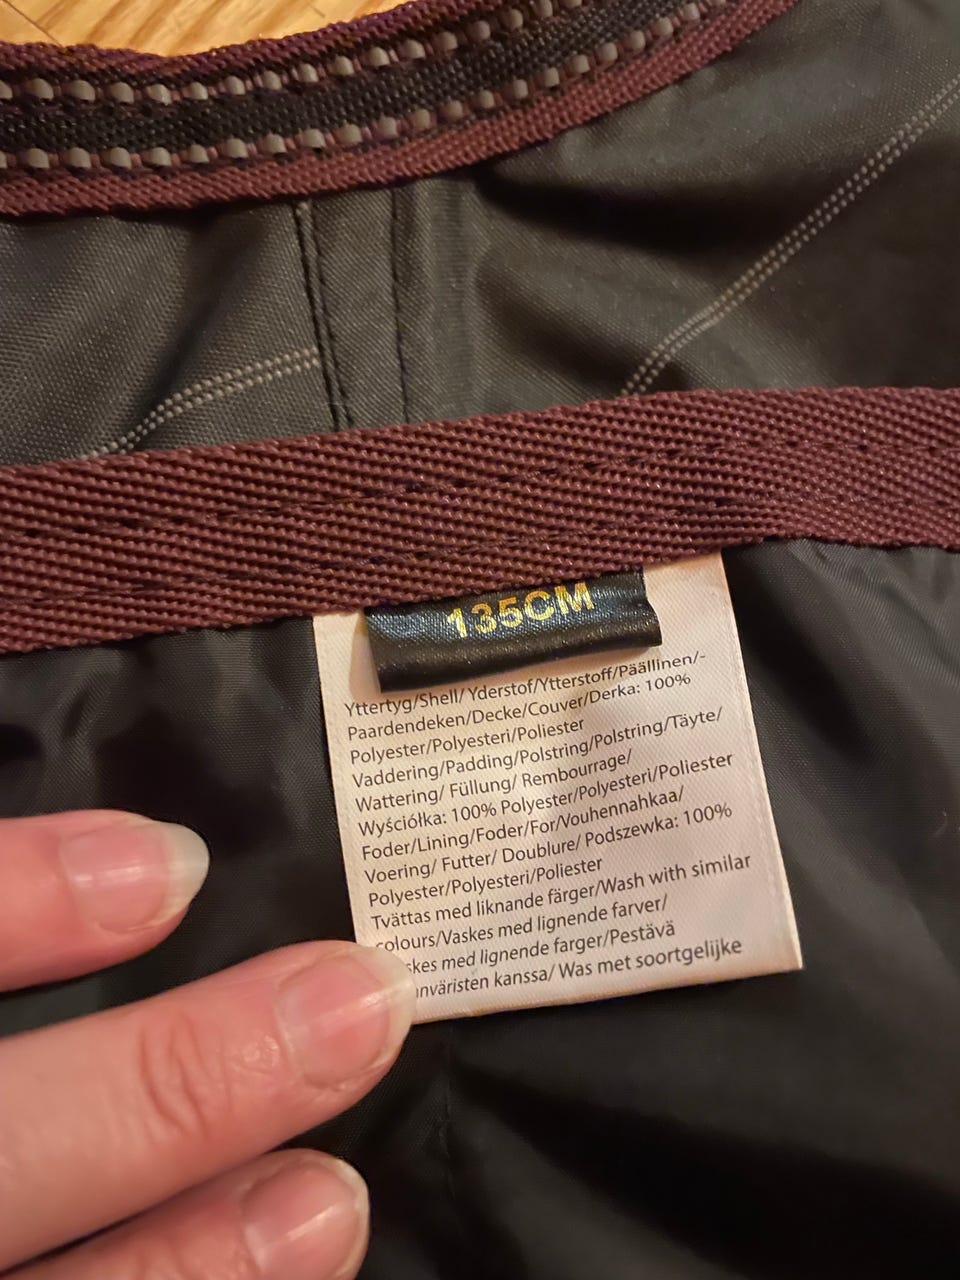 135CM
Yttertyg/Shell/ Yderstof/Ytterstoff/Päällinen/-
Paardendeken/Decke/Couver/Derka: 100%
Polyester/Polyesteri/Poliester
Vaddering/Padding/Polstring/Polstring/Täyte/
Wattering/ Füllung/ Rembourrage/
Wyściółka: 100% Polyester/Polyesteri/Poliester
Foder/Lining/Foder/For/Vouhennahkaa/
Voering/ Futter/ Doublure/ Podszewka: 100%
Polyester/Polyesteri/Poliester
Tvättas med liknande färger/Wash with similar
colours/Vaskes med lignende farver/
med lignende farger/Pestävä
kanssa/ Was met soortgelijke